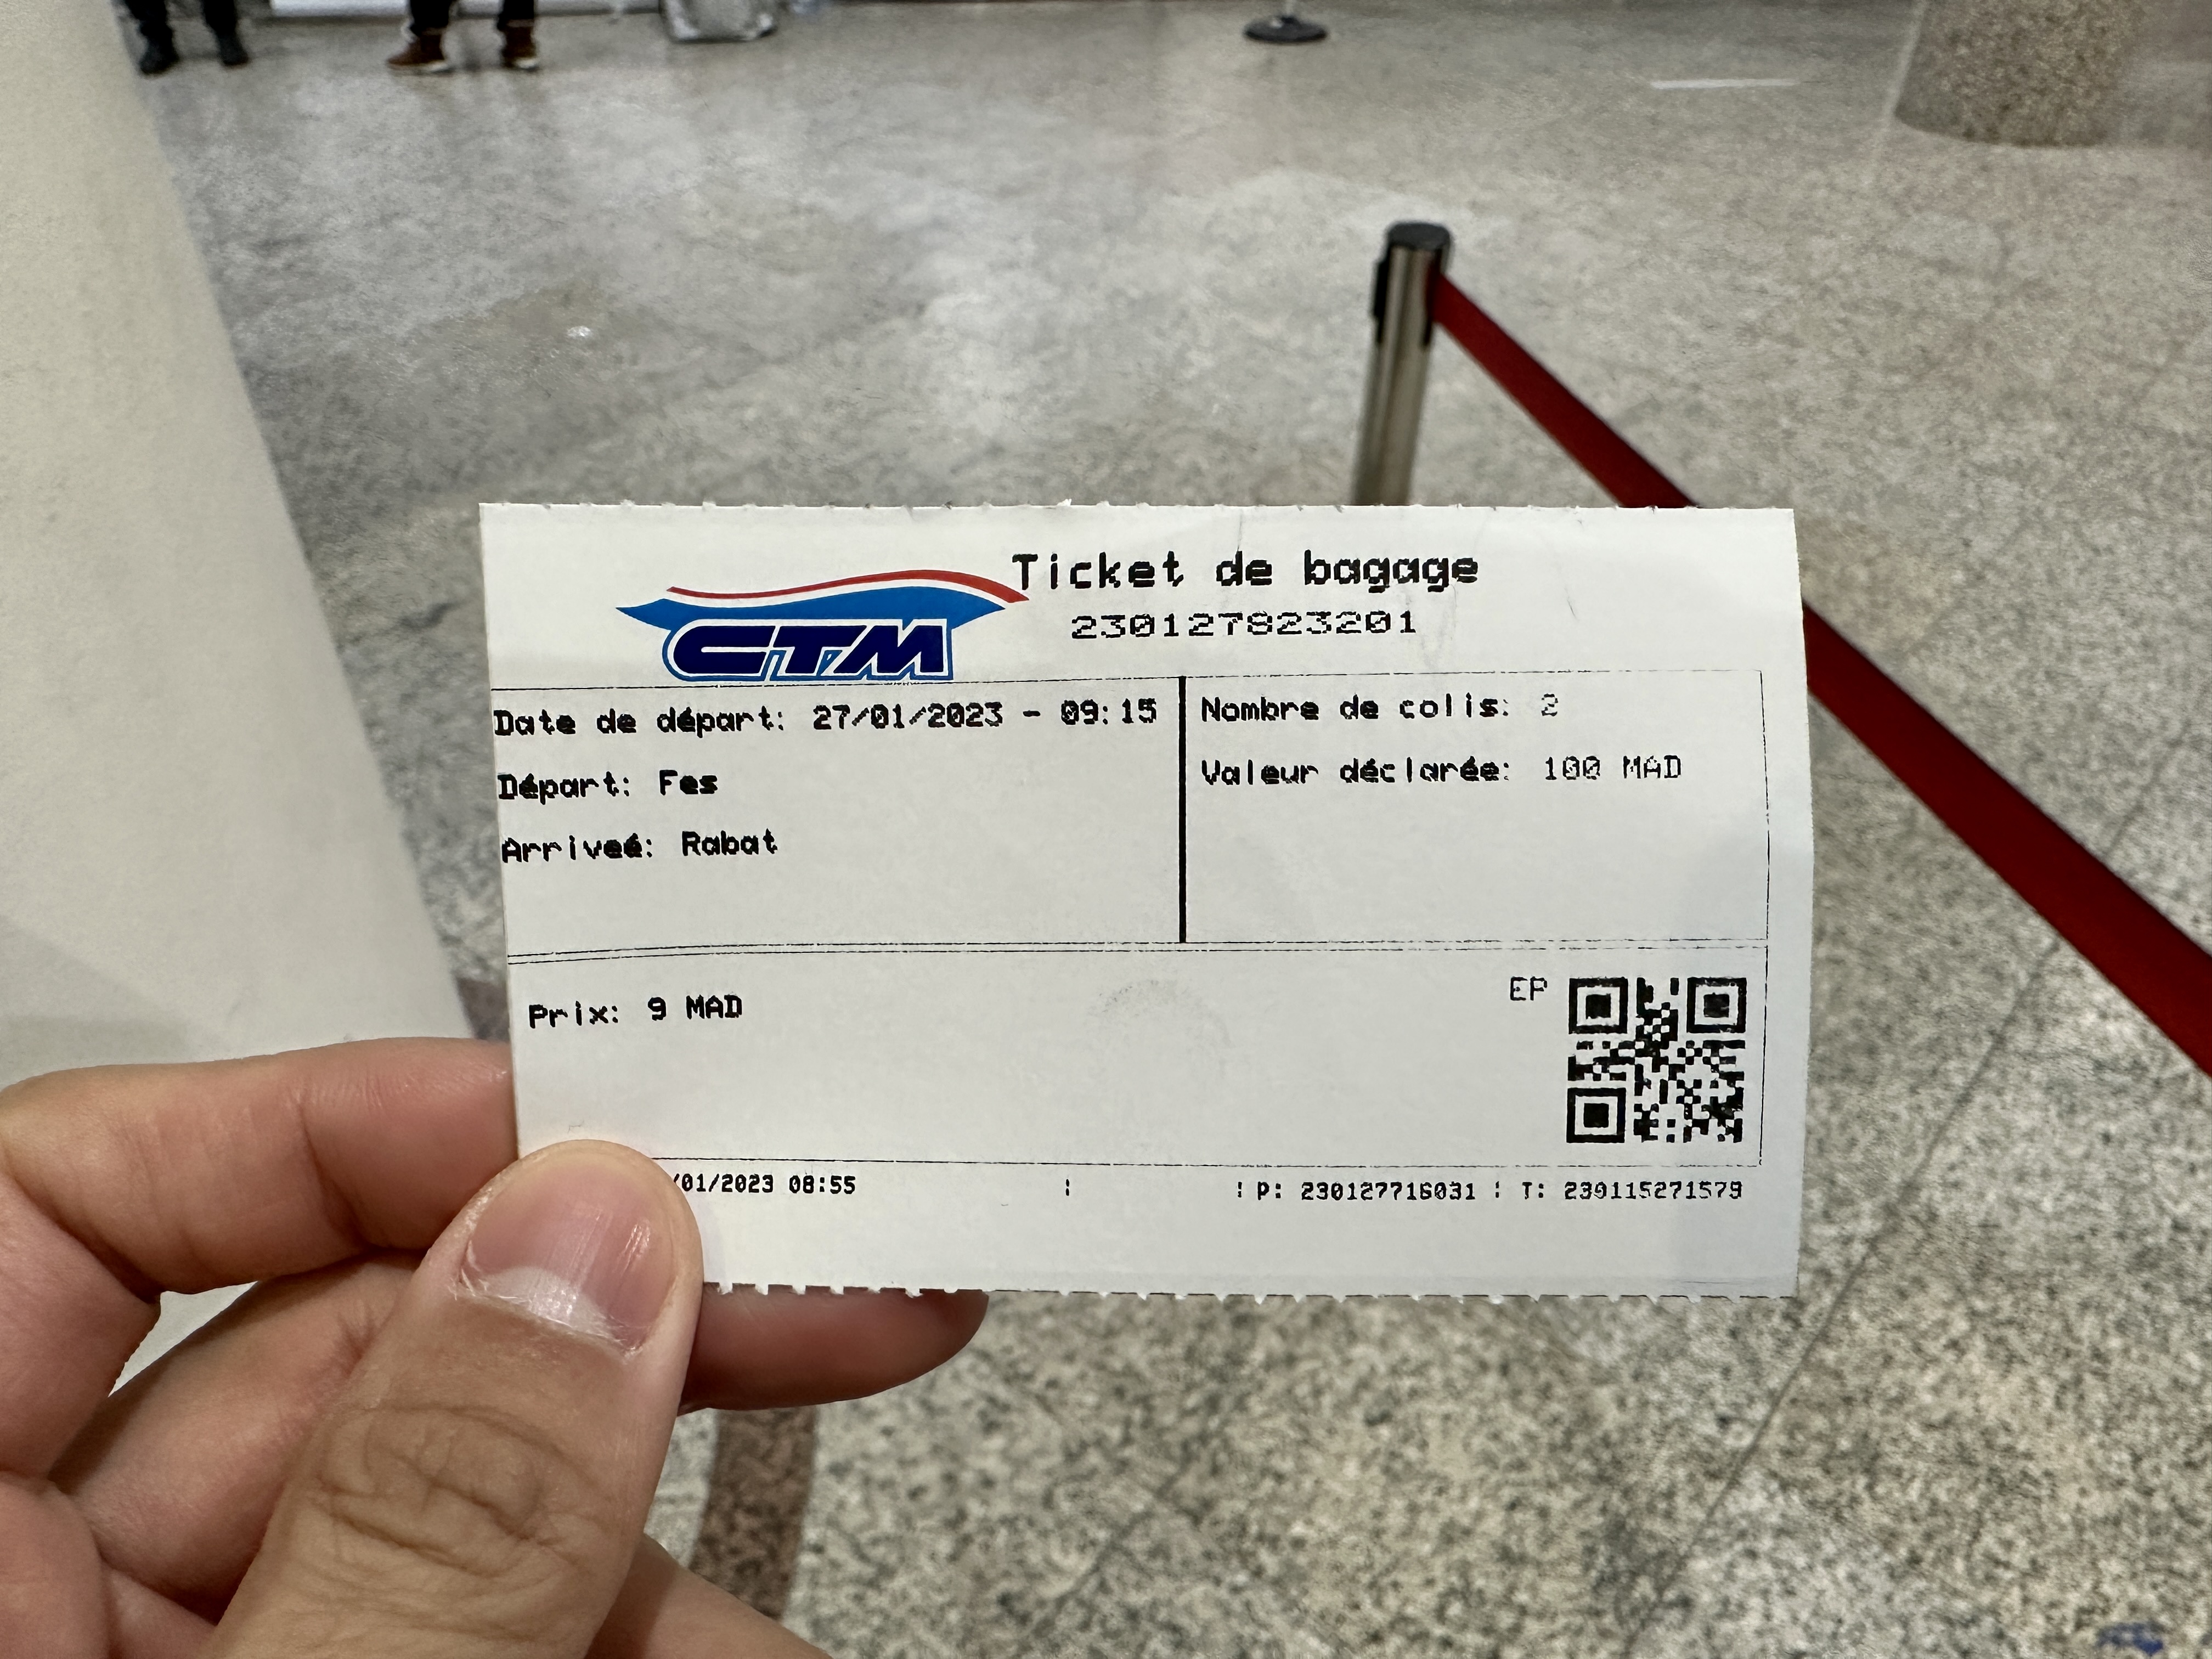 CTM
Ticket de bagage
230127823201
Date de départ: 27/01/2023 - 09:15
Départ: Fes
Arriveé: Rabat
Nombre de colis: 2
Valeur déclarée: 100 MAD
Prix: 9 MAD
EP
/01/2023 08:55 ¦ ¦ P: 230127716031 ¦ T: 239115271579